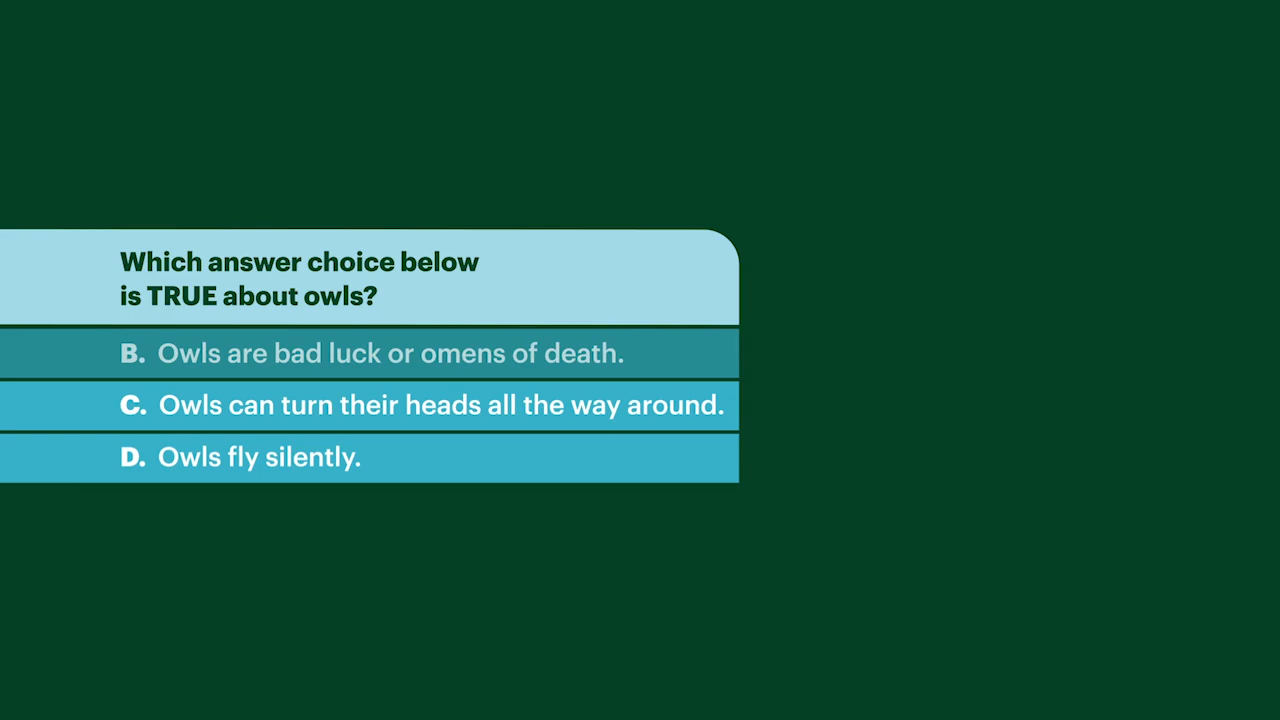 Which answer choice below
is TRUE about owls?
B. Owls are bad luck or omens of death.
C. Owls can turn their heads all the way around.
D. Owls fly silently.